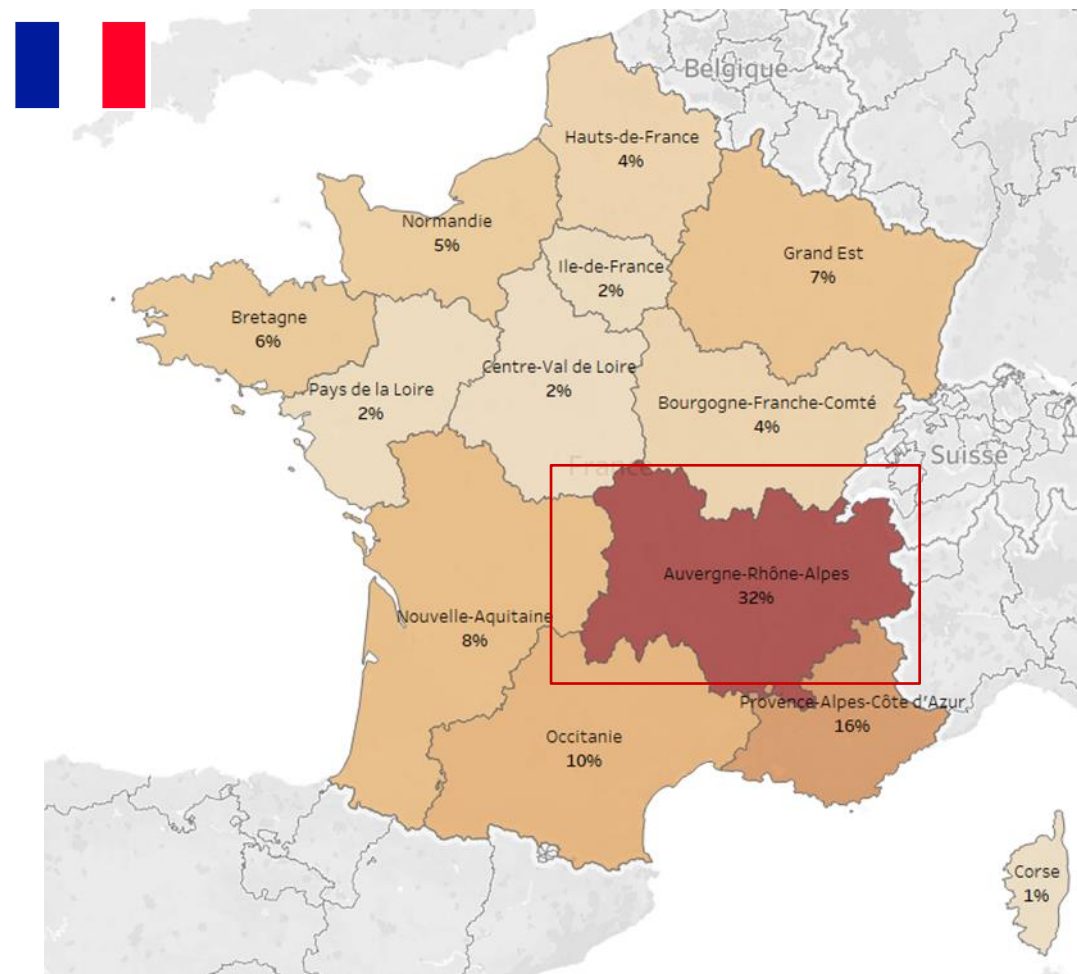 Belgique
Hauts-de-France
4%
Normandie
5%
Ile-de-France
2%
Grand Est
7%
Bretagne
6%
Pays de la Loire
2%
Centre-Val de Loire
2%
Bourgogne-Franche-Comté
4%
France
Suisse
Auvergne-Rhône-Alpes
32%
Nouvelle-Aquitaine
8%
Provence-Alpes-Côte d'Azur
16%
Occitanie
10%
Corse
1%